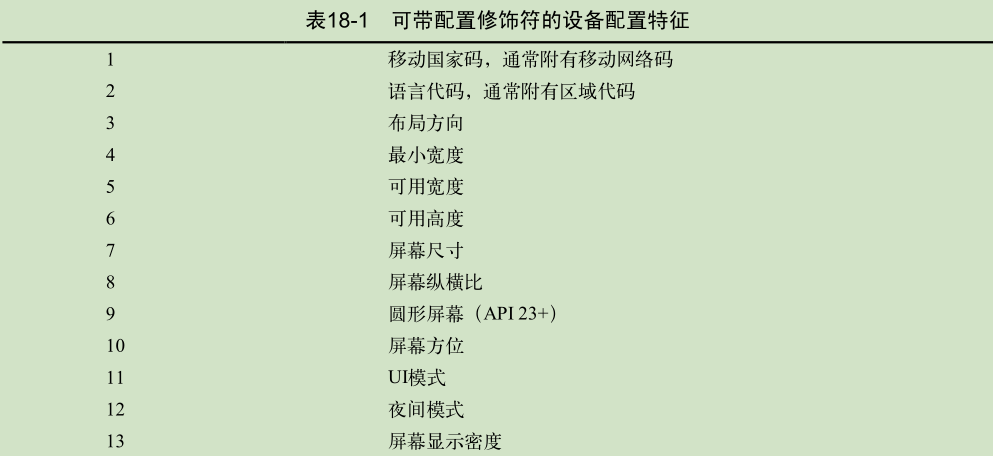 表18-1 可带配置修饰符的设备配置特征
1 移动国家码，通常附有移动网络码
2 语言代码，通常附有区域代码
3 布局方向
4 最小宽度
5 可用宽度
6 可用高度
7 屏幕尺寸
8 屏幕纵横比
9 圆形屏幕（API 23+）
10 屏幕方位
11 UI模式
12 夜间模式
13 屏幕显示密度